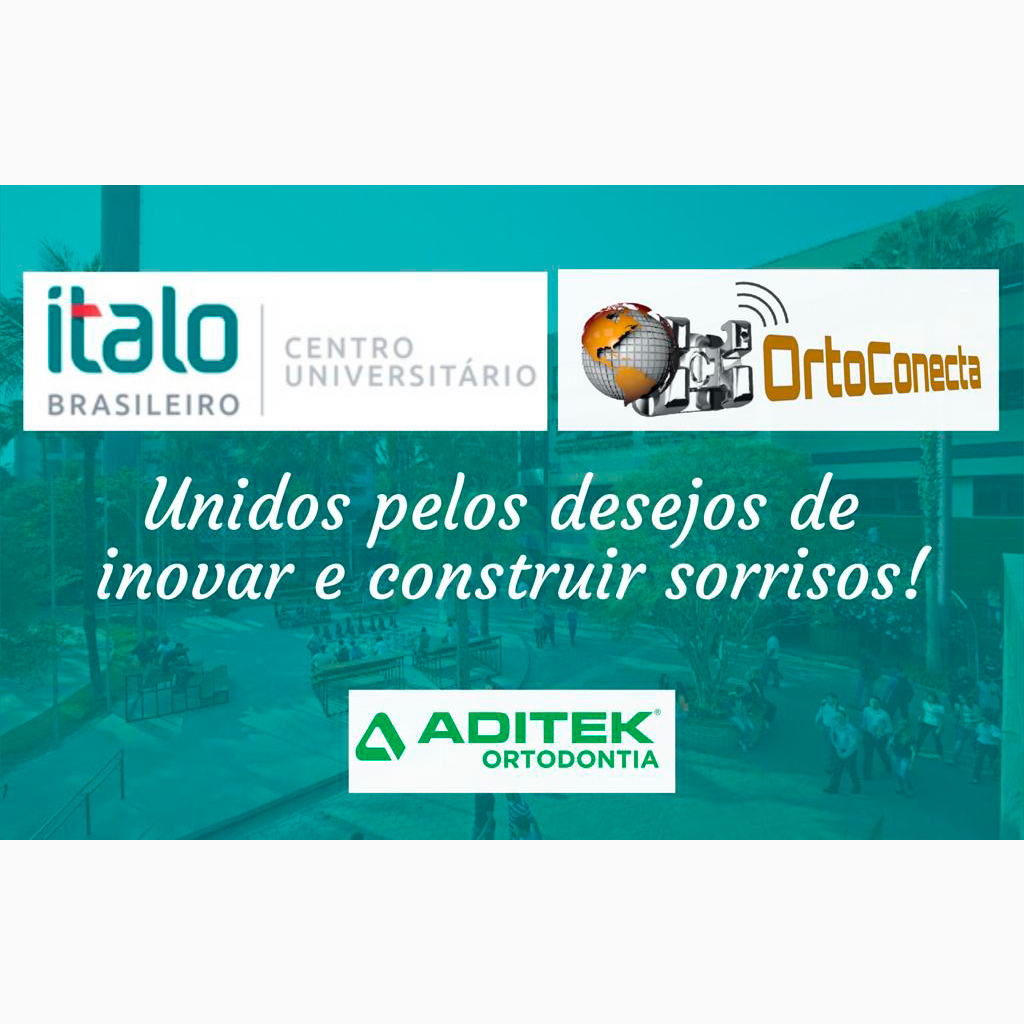 ítalo
BRASILEIRO
CENTRO
UNIVERSITÁRIO
OrtoConecta
Unidos pelos desejos de
inovar e construir sorrisos!
ADITEK®
ORTODONTIA